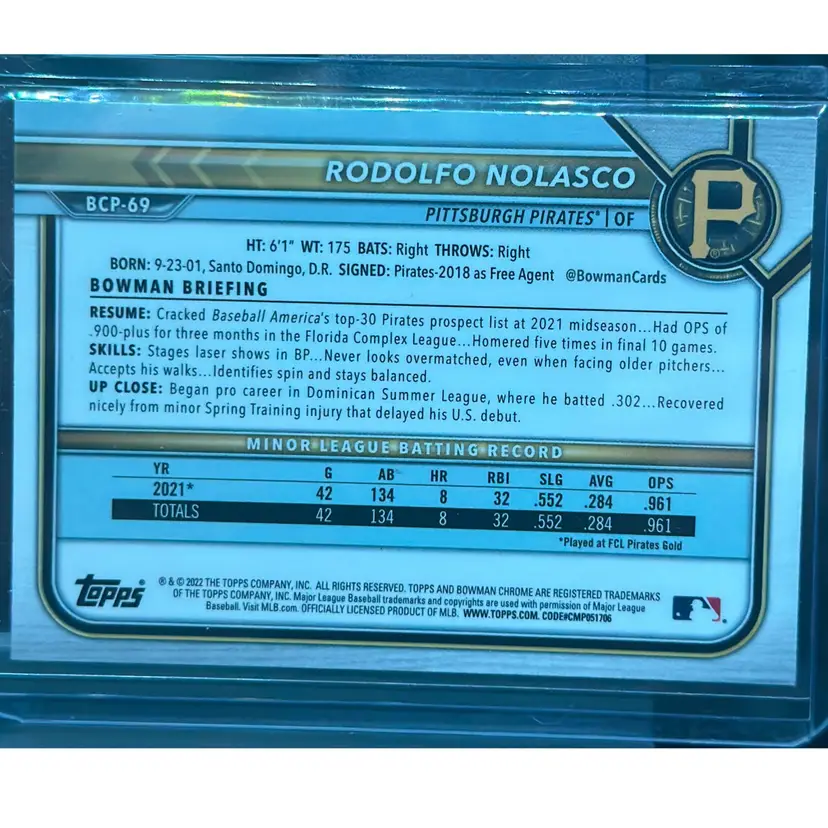 RODOLFO NOLASCO
BCP-69
PITTSBURGH PIRATES® | OF
P
HT: 6'1" WT: 175 BATS: Right THROWS: Right
BORN: 9-23-01, Santo Domingo, D.R. SIGNED: Pirates-2018 as Free Agent @BowmanCards
BOWMAN BRIEFING
RESUME: Cracked Baseball America's top-30 Pirates prospect list at 2021 midseason...Had OPS of
.900-plus for three months in the Florida Complex League...Homered five times in final 10 games.
SKILLS: Stages laser shows in BP...Never looks overmatched, even when facing older pitchers...
Accepts his walks...Identifies spin and stays balanced.
UP CLOSE: Began pro career in Dominican Summer League, where he batted .302...Recovered
nicely from minor Spring Training injury that delayed his U.S. debut.
MINOR LEAGUE BATTING RECORD
YR G AB HR RBI SLG AVG OPS
2021* 42 134 8 32 .552 .284 .961
TOTALS 42 134 8 32 .552 .284 .961
*Played at FCL Pirates Gold
Topps
® & © 2022 THE TOPPS COMPANY, INC. ALL RIGHTS RESERVED. TOPPS AND BOWMAN CHROME ARE REGISTERED TRADEMARKS
OF THE TOPPS COMPANY, INC. Major League Baseball trademarks and copyrights are used with permission of Major League
Baseball. Visit MLB.com. OFFICIALLY LICENSED PRODUCT OF MLB. WWW.TOPPS.COM. CODE#CMP051706